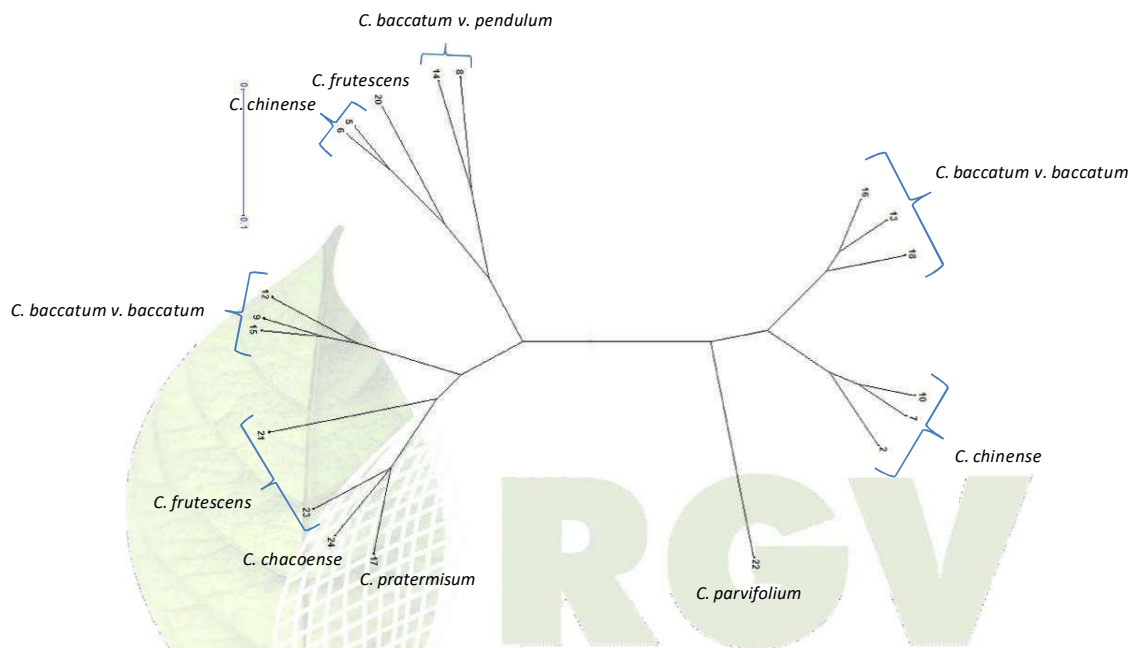 C. baccatum v. pendulum
8
14
C. frutescens
20
C. chinense
5
6
0
0.1
C. baccatum v. baccatum
16
13
18
C. baccatum v. baccatum
12
9
15
10
7
2
C. chinense
21
C. frutescens
23
24
C. chacoense
17
C. pratermisum
22
C. parvifolium
RGV